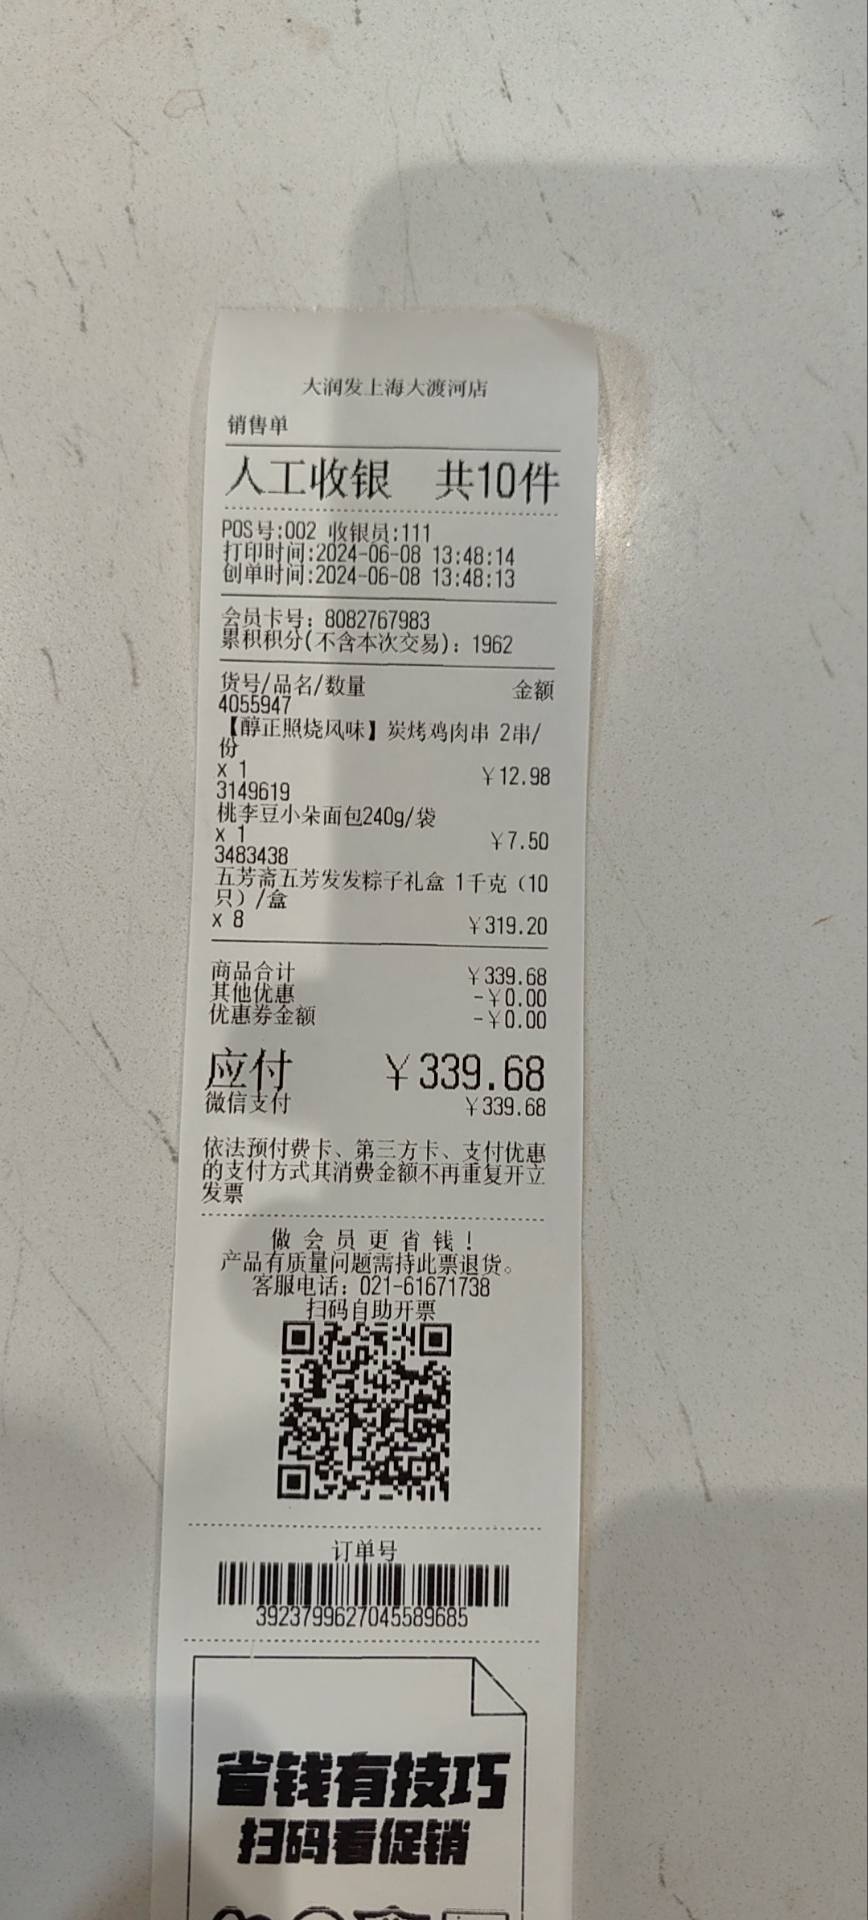 大润发上海大渡河店
销售单
人工收银 共10件
POS号:002 收银员:111
打印时间:2024-06-08 13:48:14
创单时间:2024-06-08 13:48:13
会员卡号：8082767983
累积积分(不含本次交易)：1962
货号/品名/数量 金额
4055947
【醇正照烧风味】炭烤鸡肉串 2串/
份
x 1 ￥12.98
3149619
桃李豆小朵面包240g/袋
x 1 ￥7.50
3483438
五芳斋五芳发发粽子礼盒 1千克（10
只）/盒
x 8 ￥319.20
商品合计 ￥339.68
其他优惠 -￥0.00
优惠券金额 -￥0.00
应付 ￥339.68
微信支付 ￥339.68
依法预付费卡、第三方卡、支付优惠
的支付方式其消费金额不再重复开立
发票
做会员更省钱！
产品有质量问题需持此票退货。
客服电话：021-61671738
扫码自助开票
订单号
3923799627045589685
省钱有技巧
扫码看促销